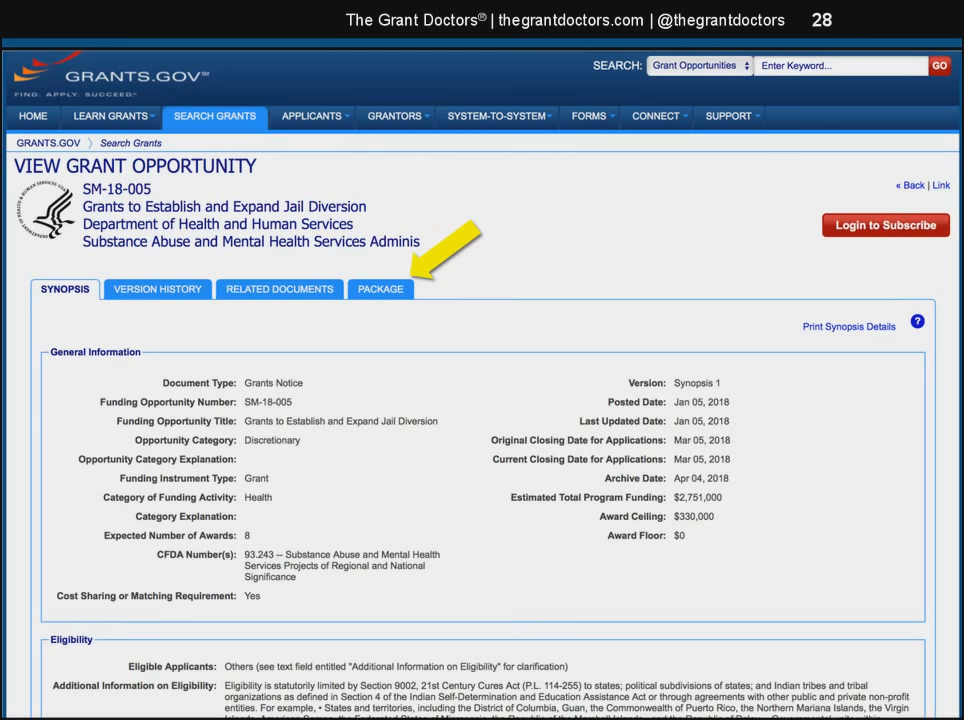 The Grant Doctors® | thegrantdoctors.com | @thegrantdoctors 28
GRANTS.GOV℠
FIND. APPLY. SUCCEED.℠
SEARCH: Grant Opportunities Enter Keyword... GO
HOME LEARN GRANTS SEARCH GRANTS APPLICANTS GRANTORS SYSTEM-TO-SYSTEM FORMS CONNECT SUPPORT
GRANTS.GOV 〉 Search Grants
VIEW GRANT OPPORTUNITY
« Back | Link
SM-18-005
Grants to Establish and Expand Jail Diversion
Department of Health and Human Services
Substance Abuse and Mental Health Services Adminis
Login to Subscribe
SYNOPSIS VERSION HISTORY RELATED DOCUMENTS PACKAGE
Print Synopsis Details ?
General Information
Document Type: Grants Notice Version: Synopsis 1
Funding Opportunity Number: SM-18-005 Posted Date: Jan 05, 2018
Funding Opportunity Title: Grants to Establish and Expand Jail Diversion Last Updated Date: Jan 05, 2018
Opportunity Category: Discretionary Original Closing Date for Applications: Mar 05, 2018
Opportunity Category Explanation: Current Closing Date for Applications: Mar 05, 2018
Funding Instrument Type: Grant Archive Date: Apr 04, 2018
Category of Funding Activity: Health Estimated Total Program Funding: $2,751,000
Category Explanation: Award Ceiling: $330,000
Expected Number of Awards: 8 Award Floor: $0
CFDA Number(s): 93.243 -- Substance Abuse and Mental Health
Services Projects of Regional and National
Significance
Cost Sharing or Matching Requirement: Yes
Eligibility
Eligible Applicants: Others (see text field entitled "Additional Information on Eligibility" for clarification)
Additional Information on Eligibility: Eligibility is statutorily limited by Section 9002, 21st Century Cures Act (P.L. 114-255) to states; political subdivisions of states; and Indian tribes and tribal
organizations as defined in Section 4 of the Indian Self-Determination and Education Assistance Act or through agreements with other public and private non-profit
entities. For example, • States and territories, including the District of Columbia, Guan, the Commonwealth of Puerto Rico, the Northern Mariana Islands, the Virgin